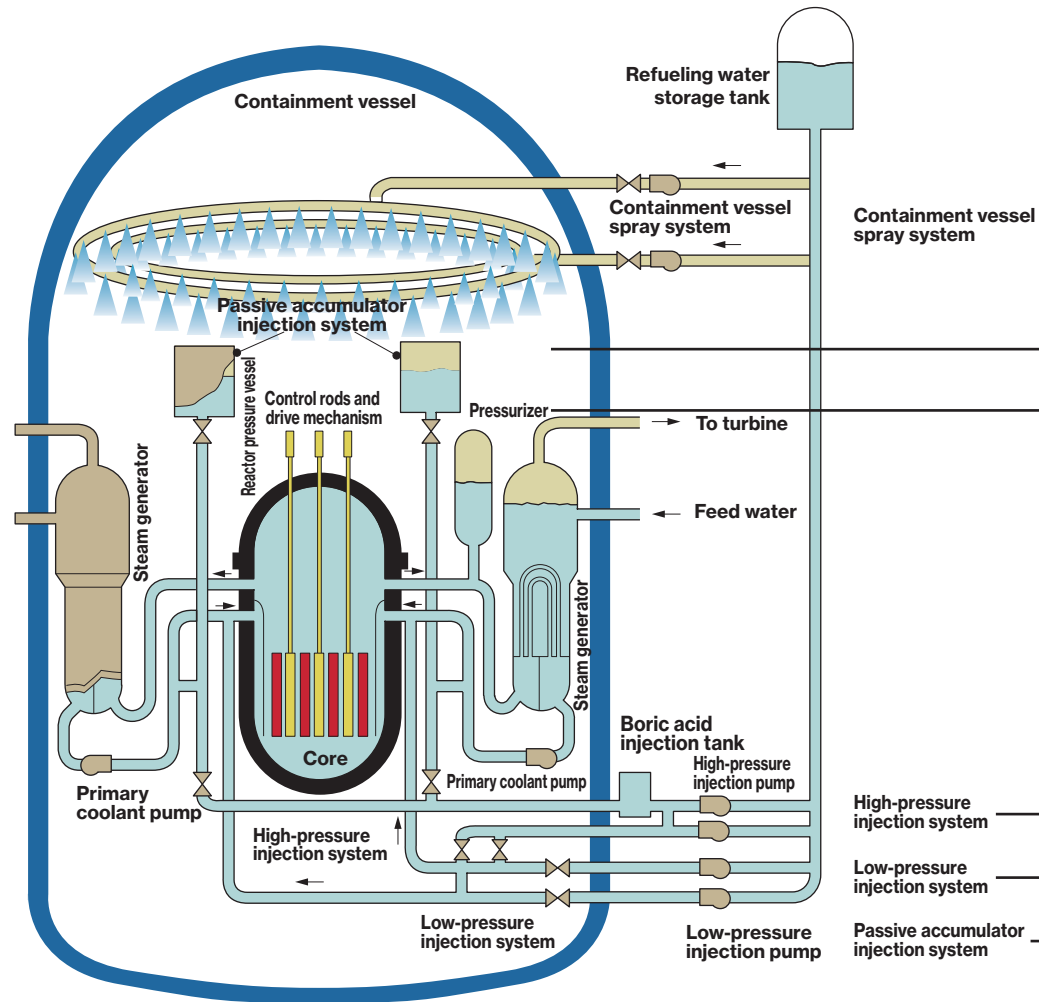 Refueling water
storage tank
Containment vessel
Containment vessel
spray system
Containment vessel
spray system
Passive accumulator
injection system
Reactor pressure vessel
Control rods and
drive mechanism
Pressurizer
To turbine
Steam generator
Feed water
Steam generator
Boric acid
injection tank
Core
Primary coolant pump
High-pressure
injection pump
Primary
coolant pump
High-pressure
injection system
High-pressure
injection system
Low-pressure
injection system
Low-pressure
injection system
Low-pressure
injection pump
Passive accumulator
injection system